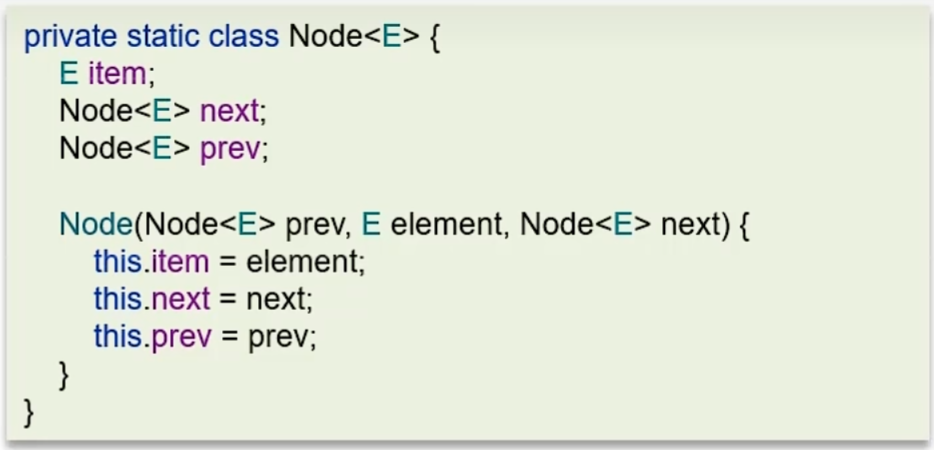 private static class Node<E> {
E item;
Node<E> next;
Node<E> prev;
Node(Node<E> prev, E element, Node<E> next) {
this.item = element;
this.next = next;
this.prev = prev;
}
}